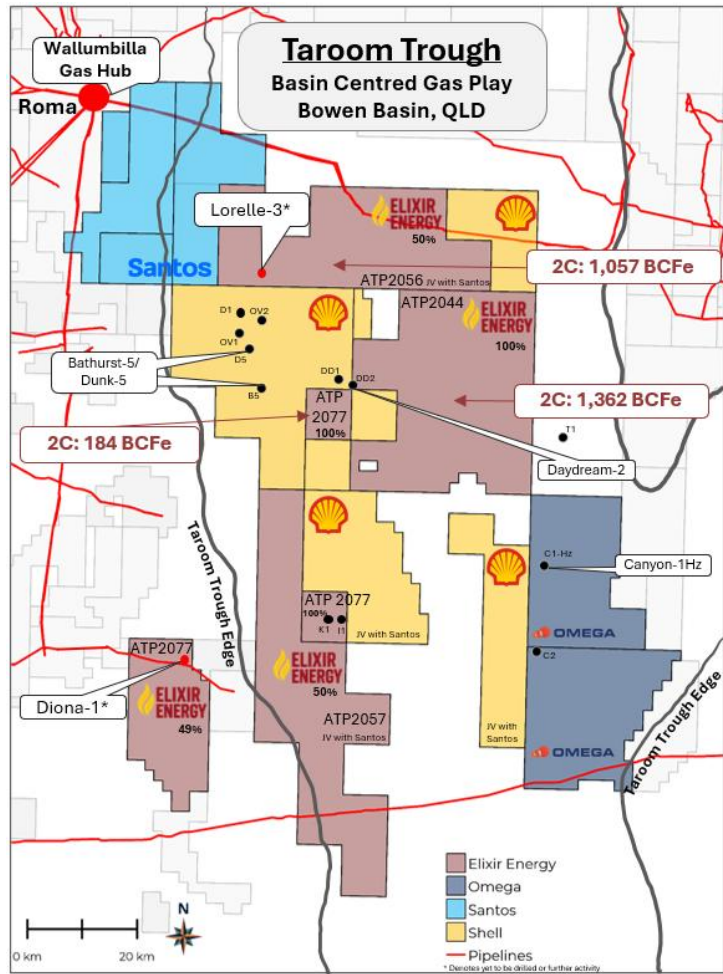 Taroom Trough
Basin Centred Gas Play
Bowen Basin, QLD
Wallumbilla
Gas Hub
Roma
Lorelle-3*
ELIXIR
ENERGY
50%
Santos
ATP2056 JV with Santos
2C: 1,057 BCFe
ATP2044
ELIXIR
ENERGY
100%
D1
OV2
OV1
D5
Bathurst-5/
Dunk-5
B5
DD1
DD2
ATP
2077
100%
2C: 1,362 BCFe
2C: 184 BCFe
T1
Daydream-2
Taroom Trough Edge
C1-Hz
Canyon-1Hz
ATP 2077
100%
K1
I1
JV with Santos
OMEGA
C2
ATP2077
Diona-1*
ELIXIR
ENERGY
49%
ELIXIR
ENERGY
50%
ATP2057
JV with Santos
JV with
Santos
OMEGA
Taroom Trough Edge
Elixir Energy
Omega
Santos
Shell
Pipelines
* Denotes yet to be drilled or further activity
N
0 km
20 km